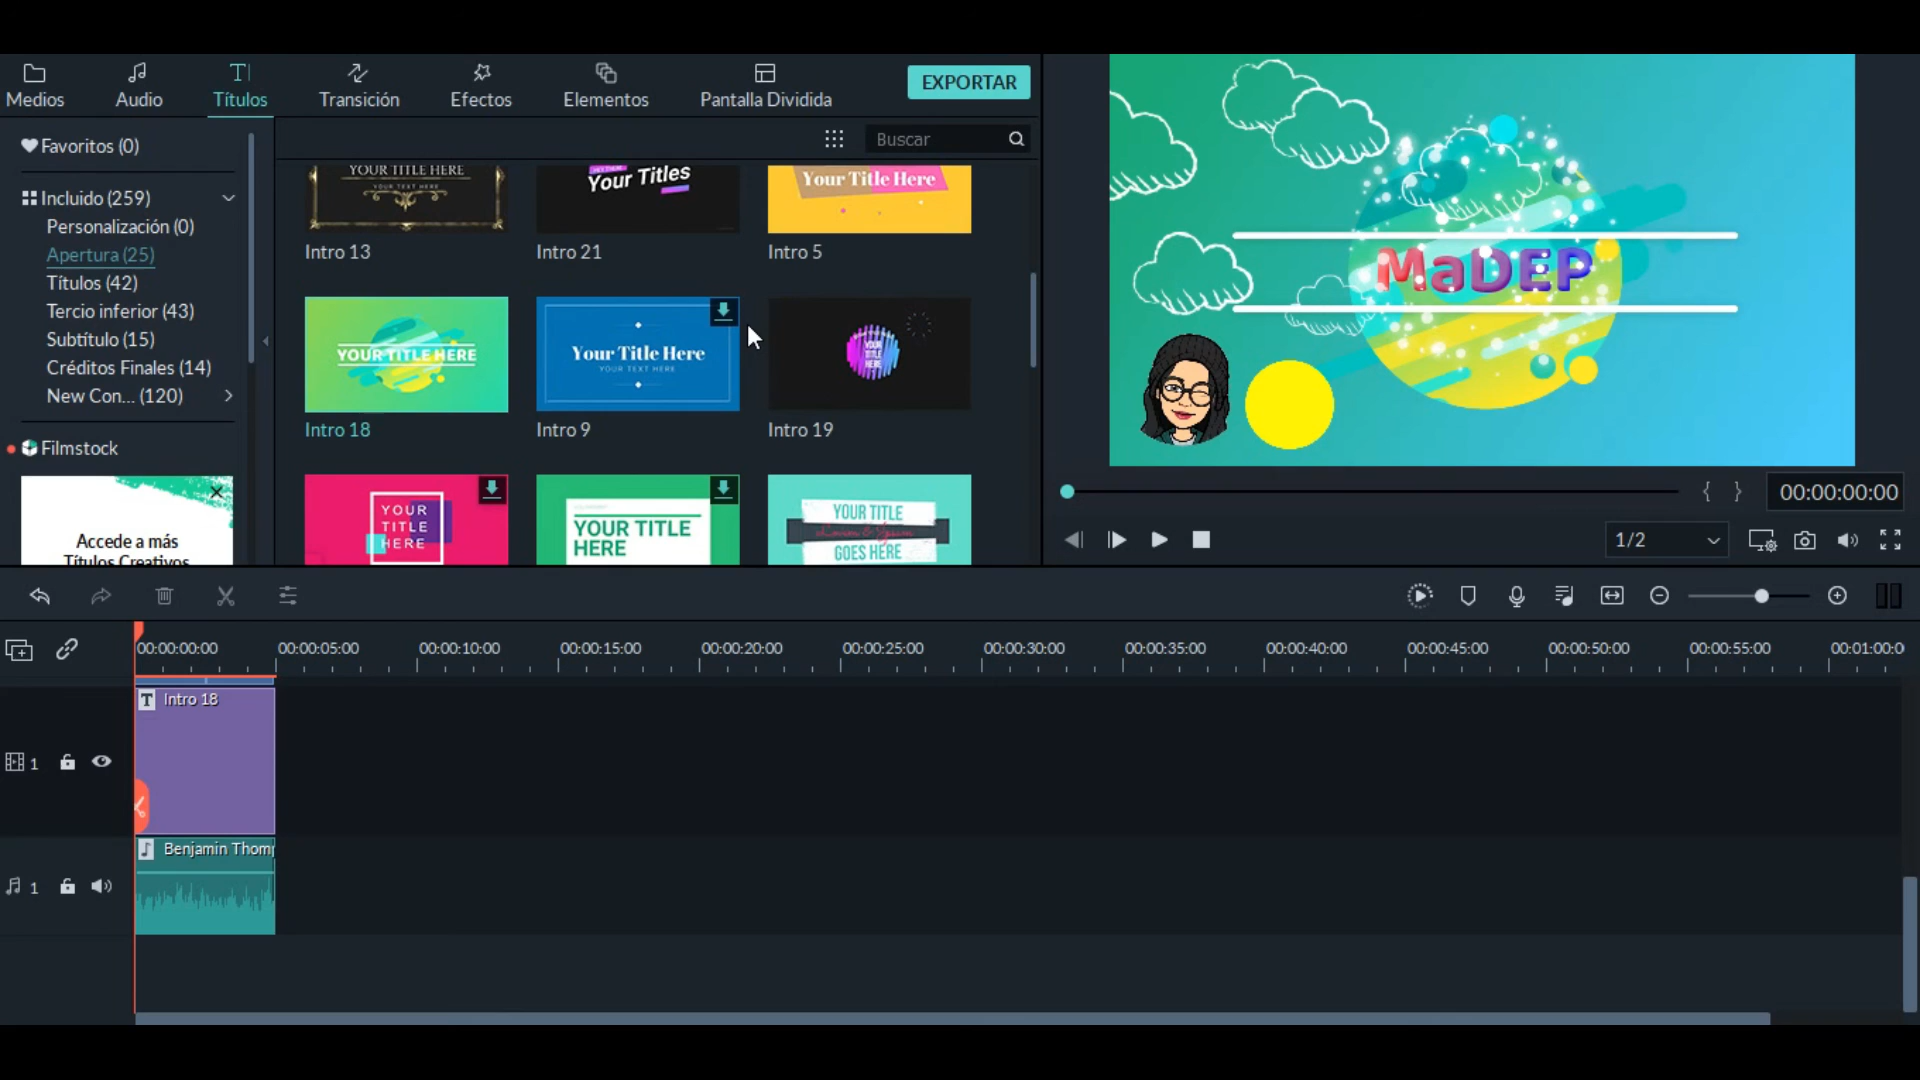 Medios
Audio
Títulos
Transición
Efectos
Elementos
Pantalla Dividida
EXPORTAR
Favoritos (0)
Buscar
Incluido (259)
Personalización (0)
Apertura (25)
Títulos (42)
Tercio inferior (43)
Subtítulo (15)
Créditos Finales (14)
New Con... (120)
Filmstock
Accede a más
Títulos Creativos
YOUR TITLE HERE
YOUR TEXT HERE
Intro 13
Your Titles
Intro 21
Your Title Here
Intro 5
YOUR TITLE HERE
Intro 18
Your Title Here
YOUR TEXT HERE
Intro 9
YOUR
TITLE
HERE
Intro 19
YOUR
TITLE
HERE
YOUR TITLE
HERE
YOUR TITLE
GOES HERE
MaDEP
00:00:00:00
1/2
00:00:00:00
00:00:05:00
00:00:10:00
00:00:15:00
00:00:20:00
00:00:25:00
00:00:30:00
00:00:35:00
00:00:40:00
00:00:45:00
00:00:50:00
00:00:55:00
00:01:00:0
T Intro 18
1
Benjamin Thom
1